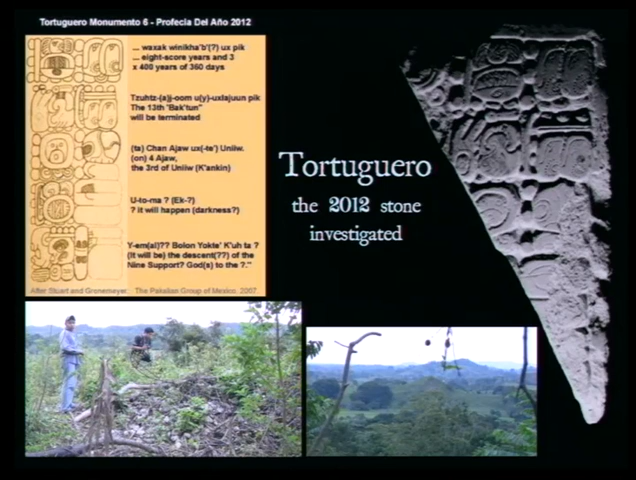 Tortuguero Monumento 6 - Profecia Del Año 2012
... waxak winikha'b'(?) ux pik
... eight-score years and 3
x 400 years of 360 days
Tzuhtz-(a)j-oom u(y)-uxlajuun pik
The 13th 'Bak'tun"
will be terminated
(ta) Chan Ajaw ux(-te') Uniiw.
(on) 4 Ajaw,
the 3rd of Uniiw (K'ankin)
U-to-ma ? (Ek-?)
? it will happen (darkness?)
Y-em(al)?? Bolon Yokte' K'uh ta ?
(It will be) the descent(??) of the
Nine Support? God(s) to the ?."
After Stuart and Gronemeyer. The Pakalian Group of Mexico, 2007
Tortuguero
the 2012 stone
investigated